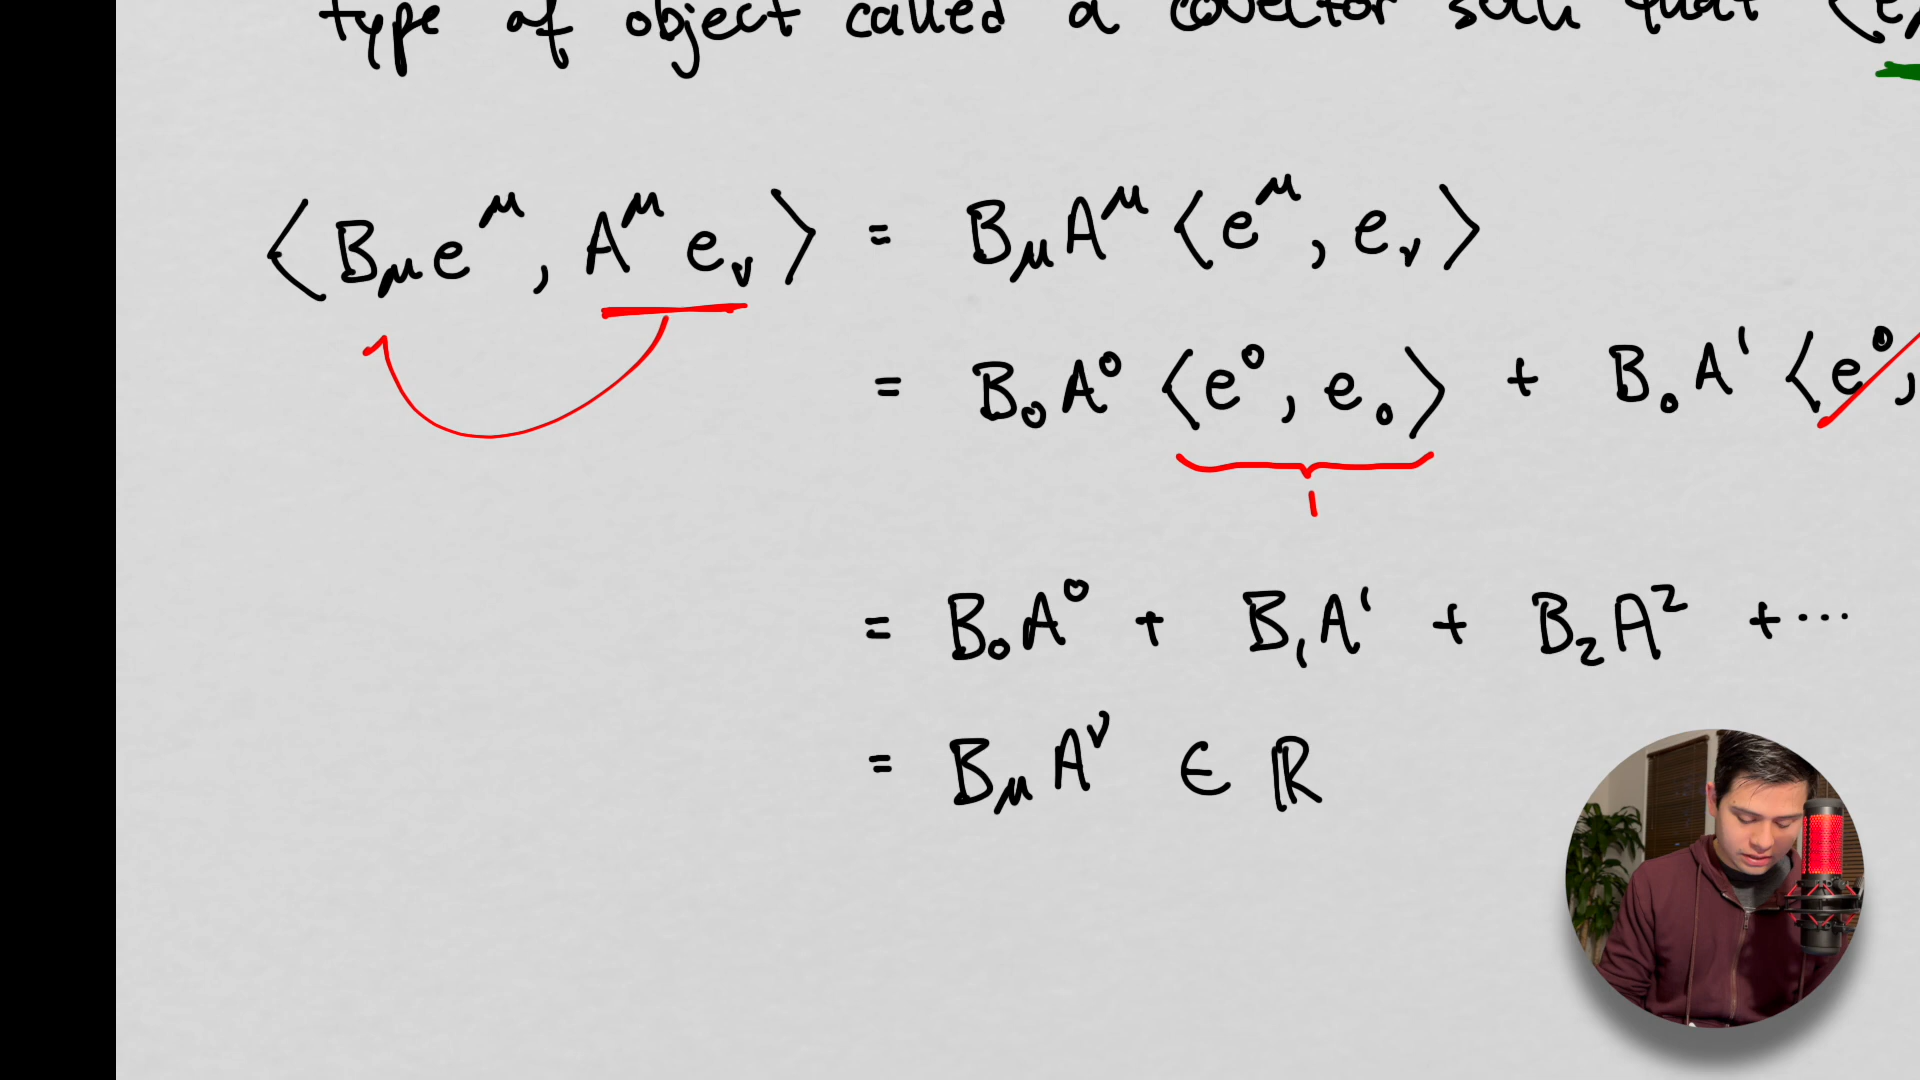 type of object called a covector such that ⟨e
⟨B_μ e^μ, A^μ e_ν⟩ = B_μ A^μ ⟨e^μ, e_ν⟩
= B_0 A^0 ⟨e^0, e_0⟩ + B_0 A^1 ⟨e^0,
1
= B_0 A^0 + B_1 A^1 + B_2 A^2 + ⋯
= B_μ A^ν ∈ ℝ